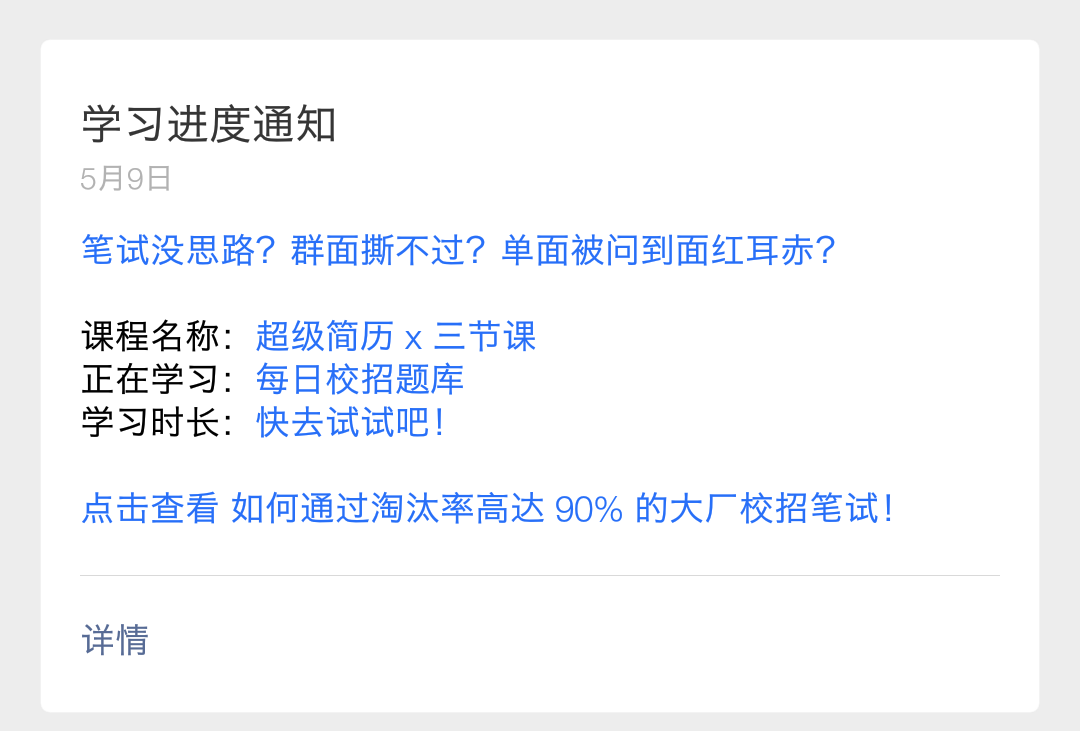 学习进度通知
5月9日
笔试没思路？群面撕不过？单面被问到面红耳赤？
课程名称：超级简历 x 三节课
正在学习：每日校招题库
学习时长：快去试试吧！
点击查看 如何通过淘汰率高达 90% 的大厂校招笔试！
详情